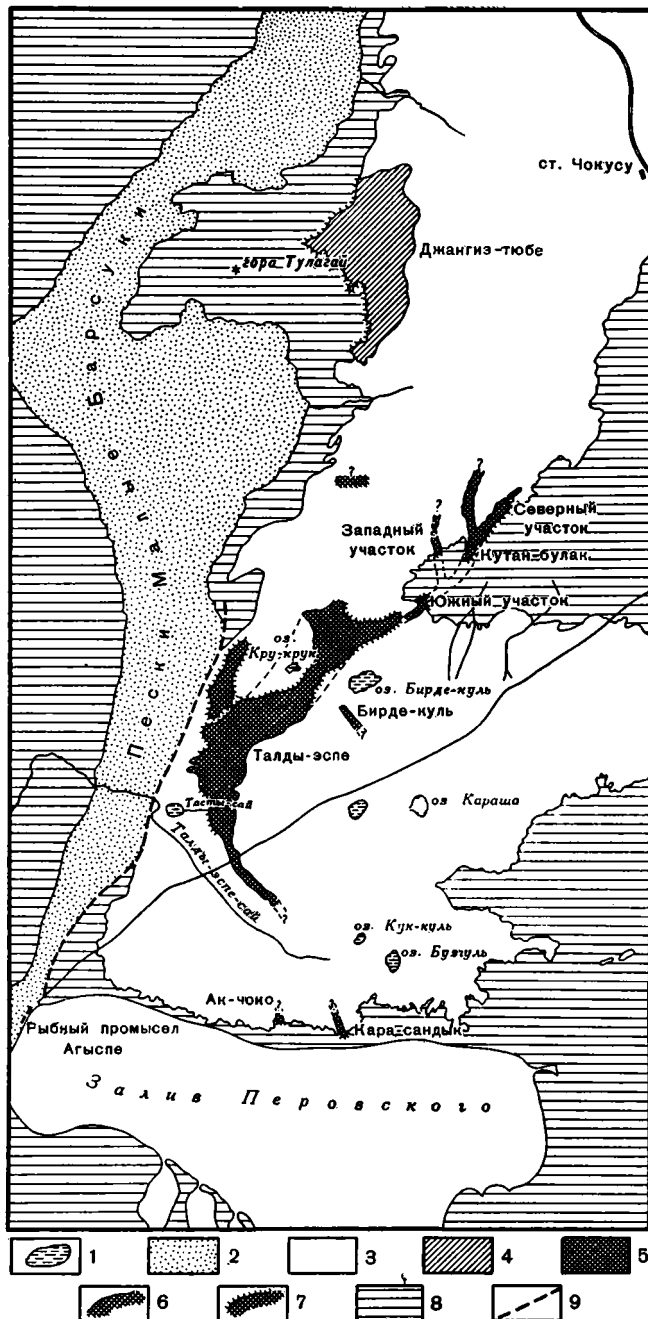 ст. Чокусу
Джангиз-тюбе
гора Тулагай
Пески Малые Барсуки
?
?
?
Северный
участок
Западный
участок
Кутан-булак
Южный участок
оз.
Кру-крук
оз. Бирде-куль
Бирде-куль
Талды-эспе
Тасты-сай
оз Караша
Талды-эспе-сай
оз. Кук-куль
оз. Бузгуль
Ак-чоко
?
?
Кара-сандык
Рыбный промысел
Агыспе
Залив Перовского
1 2 3 4 5
6 7 8 9